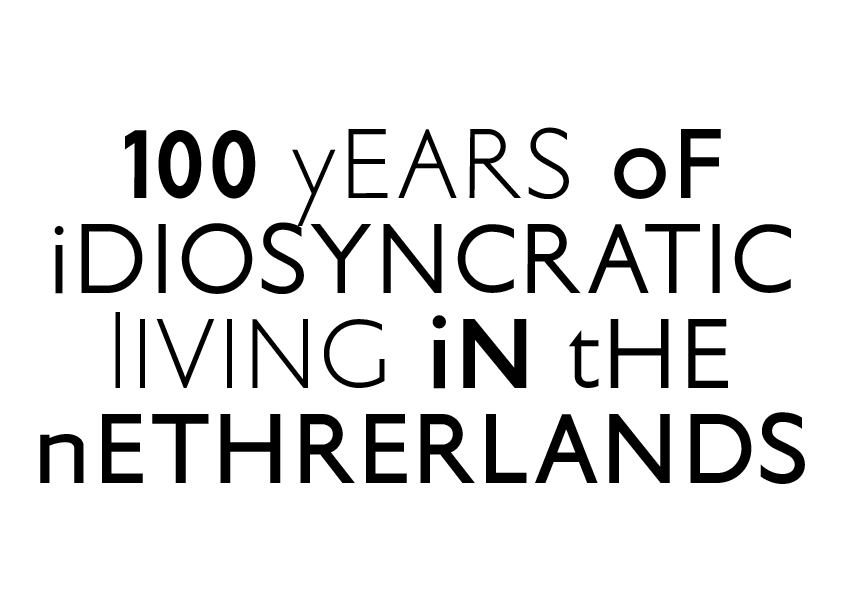 100 yEARS oF
iDIOSYNCRATIC
lIVING iN tHE
nETHRERLANDS